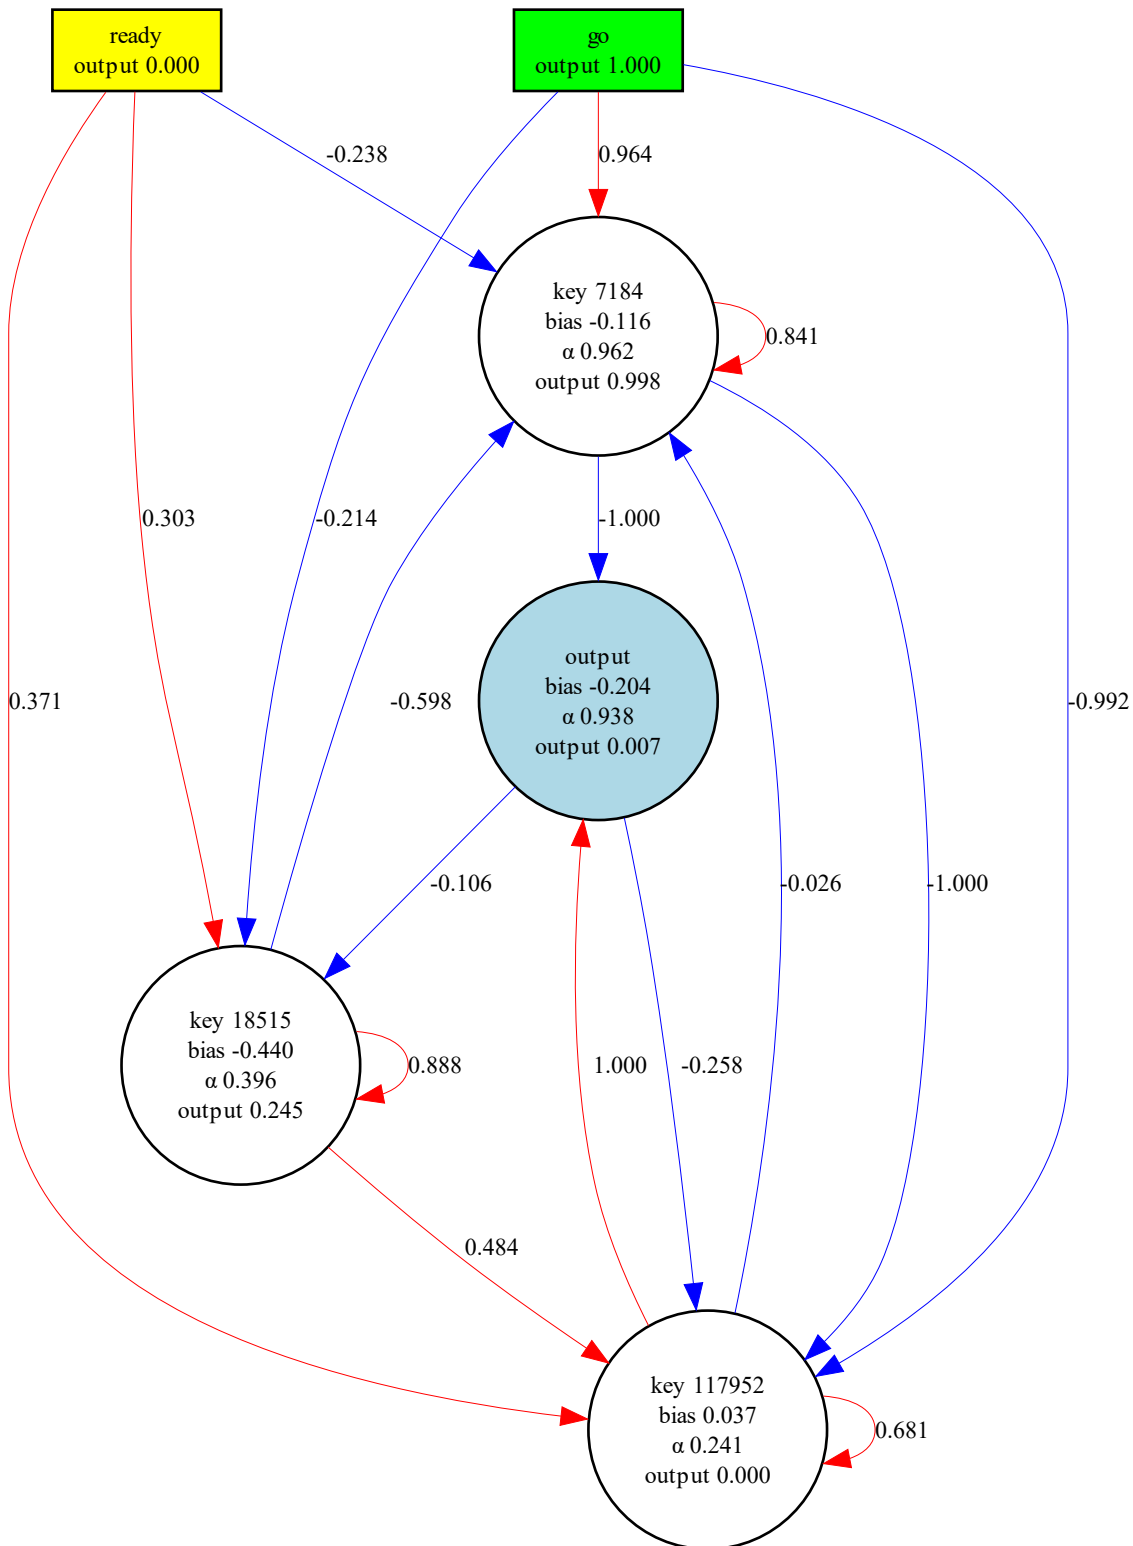 ready
output 0.000
go
output 1.000
-0.238
0.964
key 7184
bias -0.116
α 0.962
output 0.998
0.841
0.303
-0.214
-1.000
output
bias -0.204
α 0.938
output 0.007
0.371
-0.598
-0.992
-0.106
-0.026
-1.000
key 18515
bias -0.440
α 0.396
output 0.245
0.888
1.000
-0.258
0.484
key 117952
bias 0.037
α 0.241
output 0.000
0.681